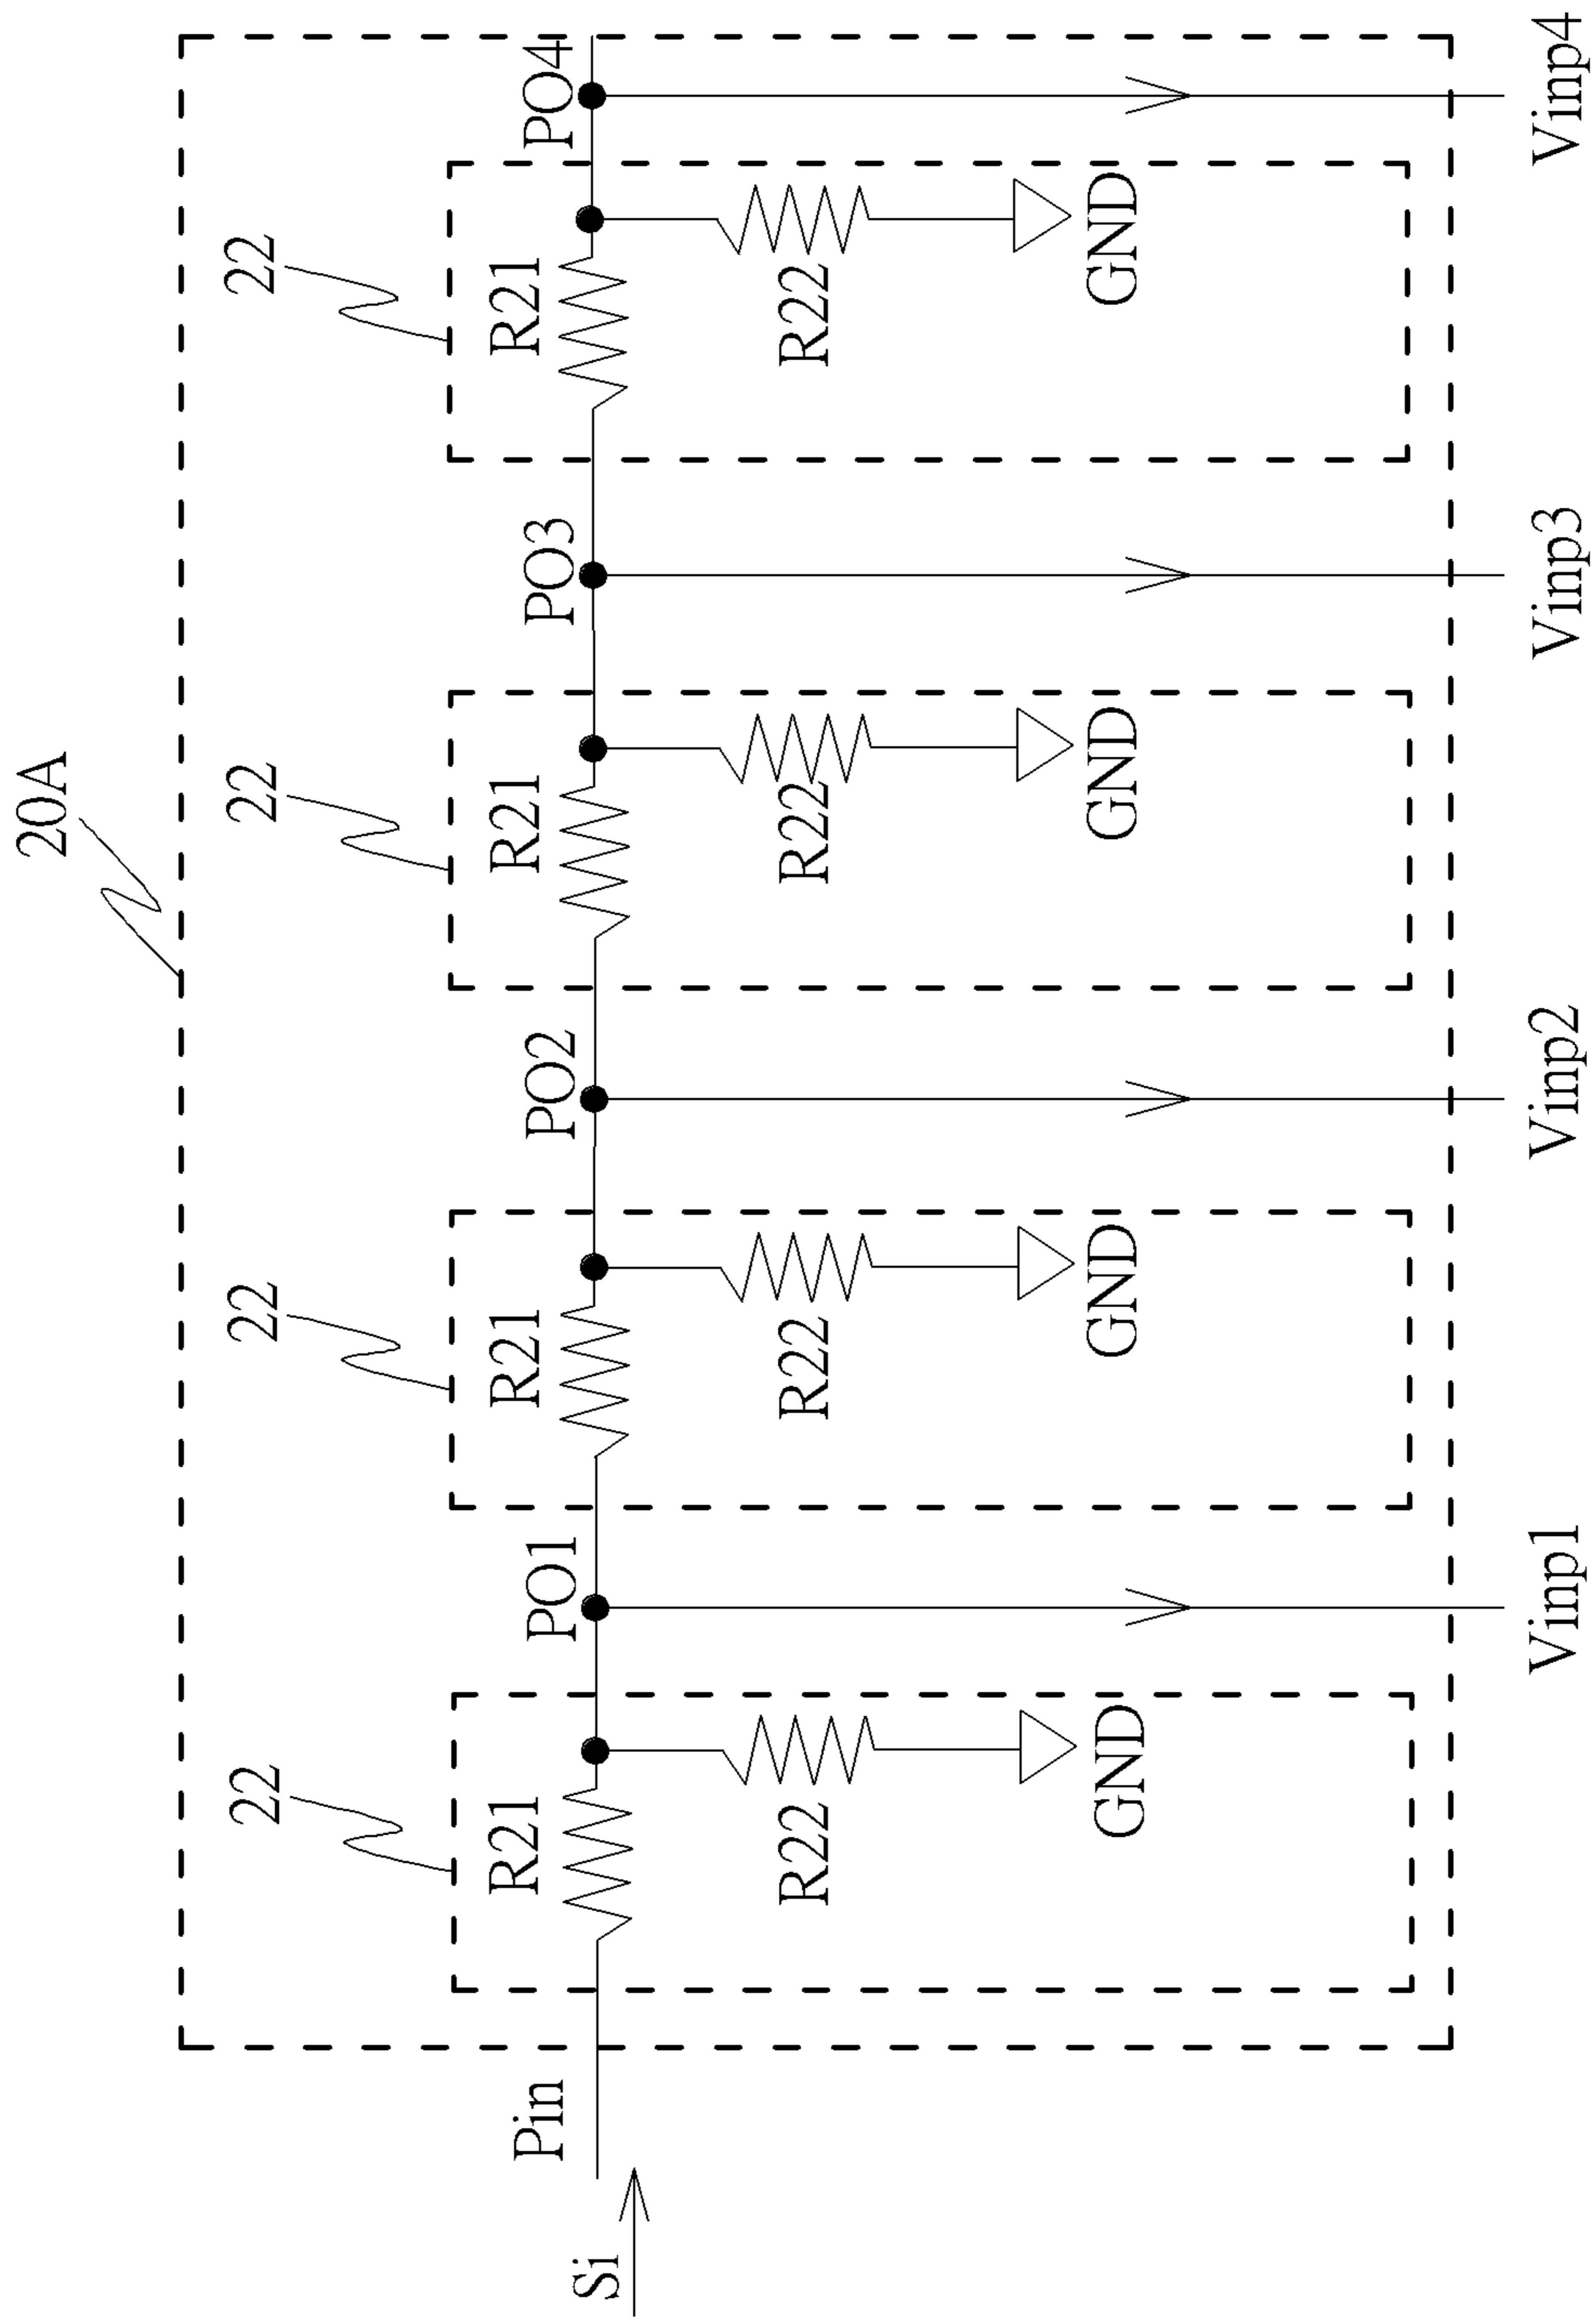 20A
22
22
22
22
Pin
R21
PO1
R21
PO2
R21
PO3
R21
PO4
Si
R22
R22
R22
R22
GND
GND
GND
GND
Vinp1
Vinp2
Vinp3
Vinp4